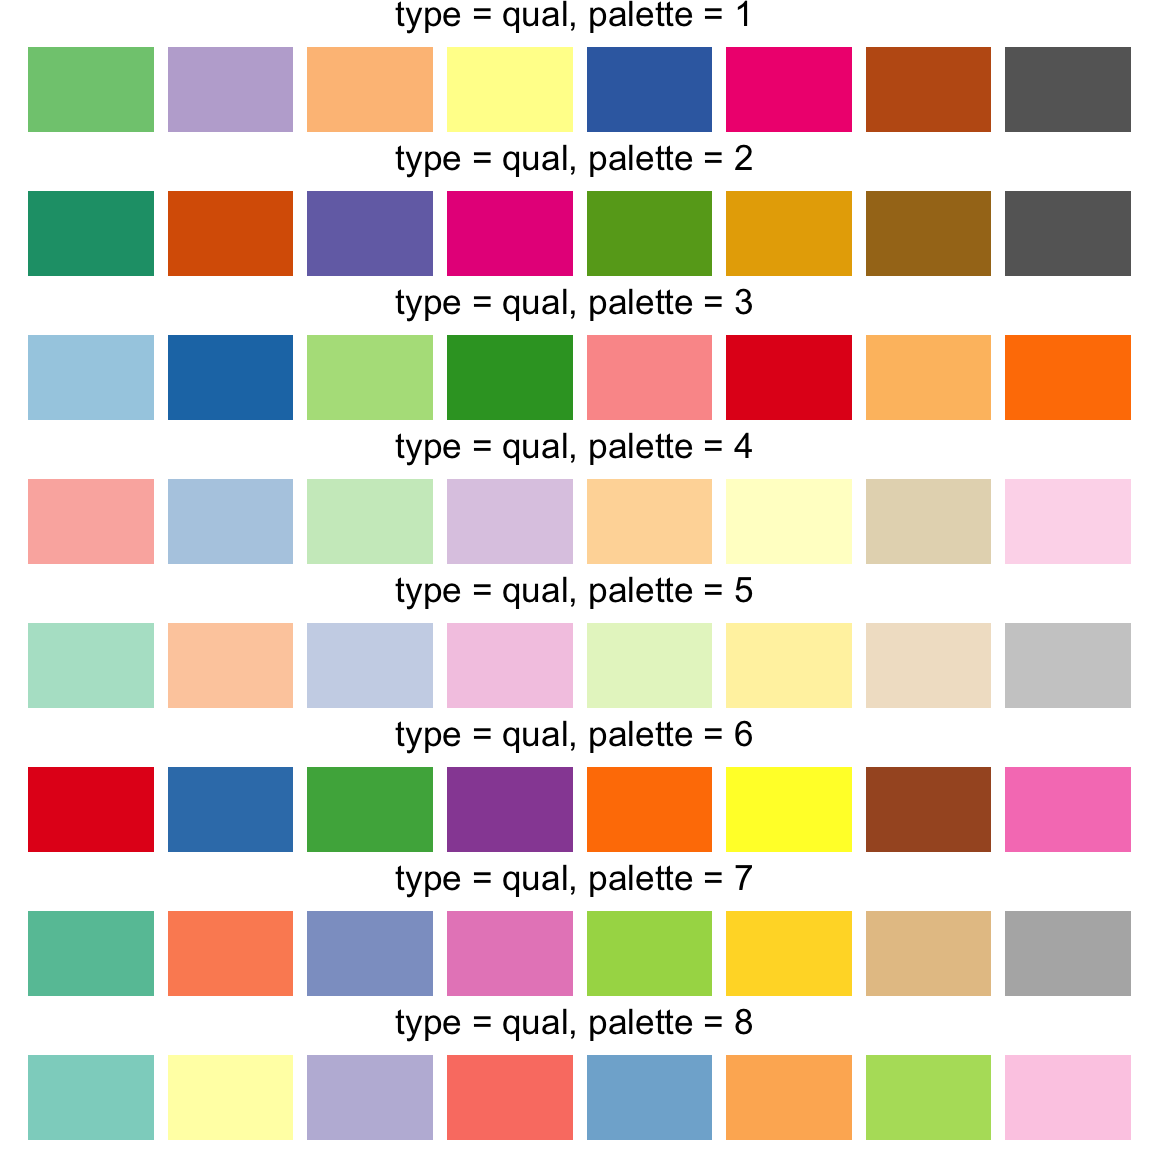 type = qual, palette = 1
type = qual, palette = 2
type = qual, palette = 3
type = qual, palette = 4
type = qual, palette = 5
type = qual, palette = 6
type = qual, palette = 7
type = qual, palette = 8